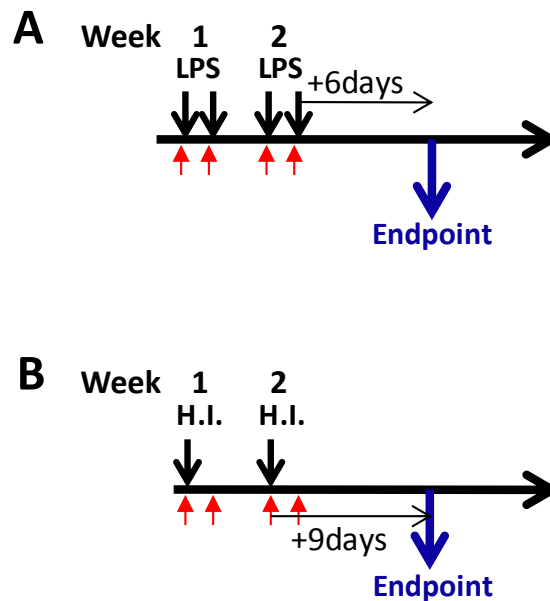 A
Week 1 2
LPS LPS
+6days
Endpoint
B
Week 1 2
H.I. H.I.
+9days
Endpoint